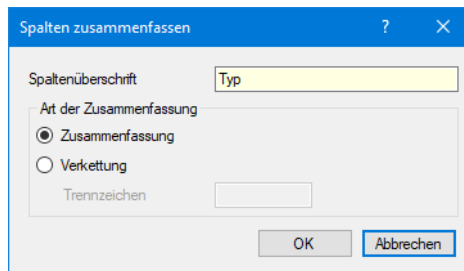 Spalten zusammenfassen ?
Spaltenüberschrift Typ
Art der Zusammenfassung
Zusammenfassung
Verkettung
Trennzeichen
OK Abbrechen